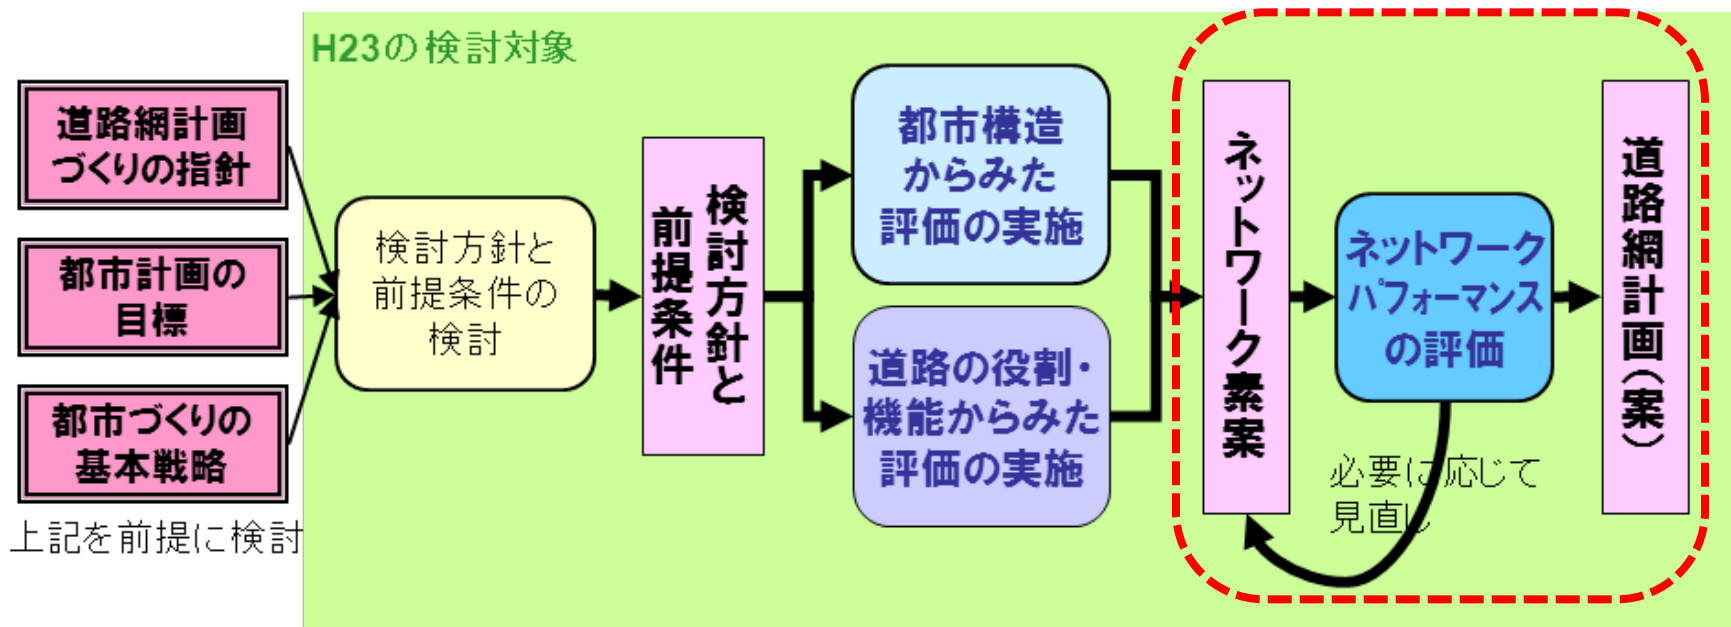 H23の検討対象
道路網計画
づくりの指針
都市計画の
目標
都市づくりの
基本戦略
上記を前提に検討
検討方針と
前提条件の
検討
検討方針と
前提条件
都市構造
からみた
評価の実施
道路の役割・
機能からみた
評価の実施
ネットワーク素案
ネットワーク
パフォーマンス
の評価
必要に応じて
見直し
道路網計画(案)